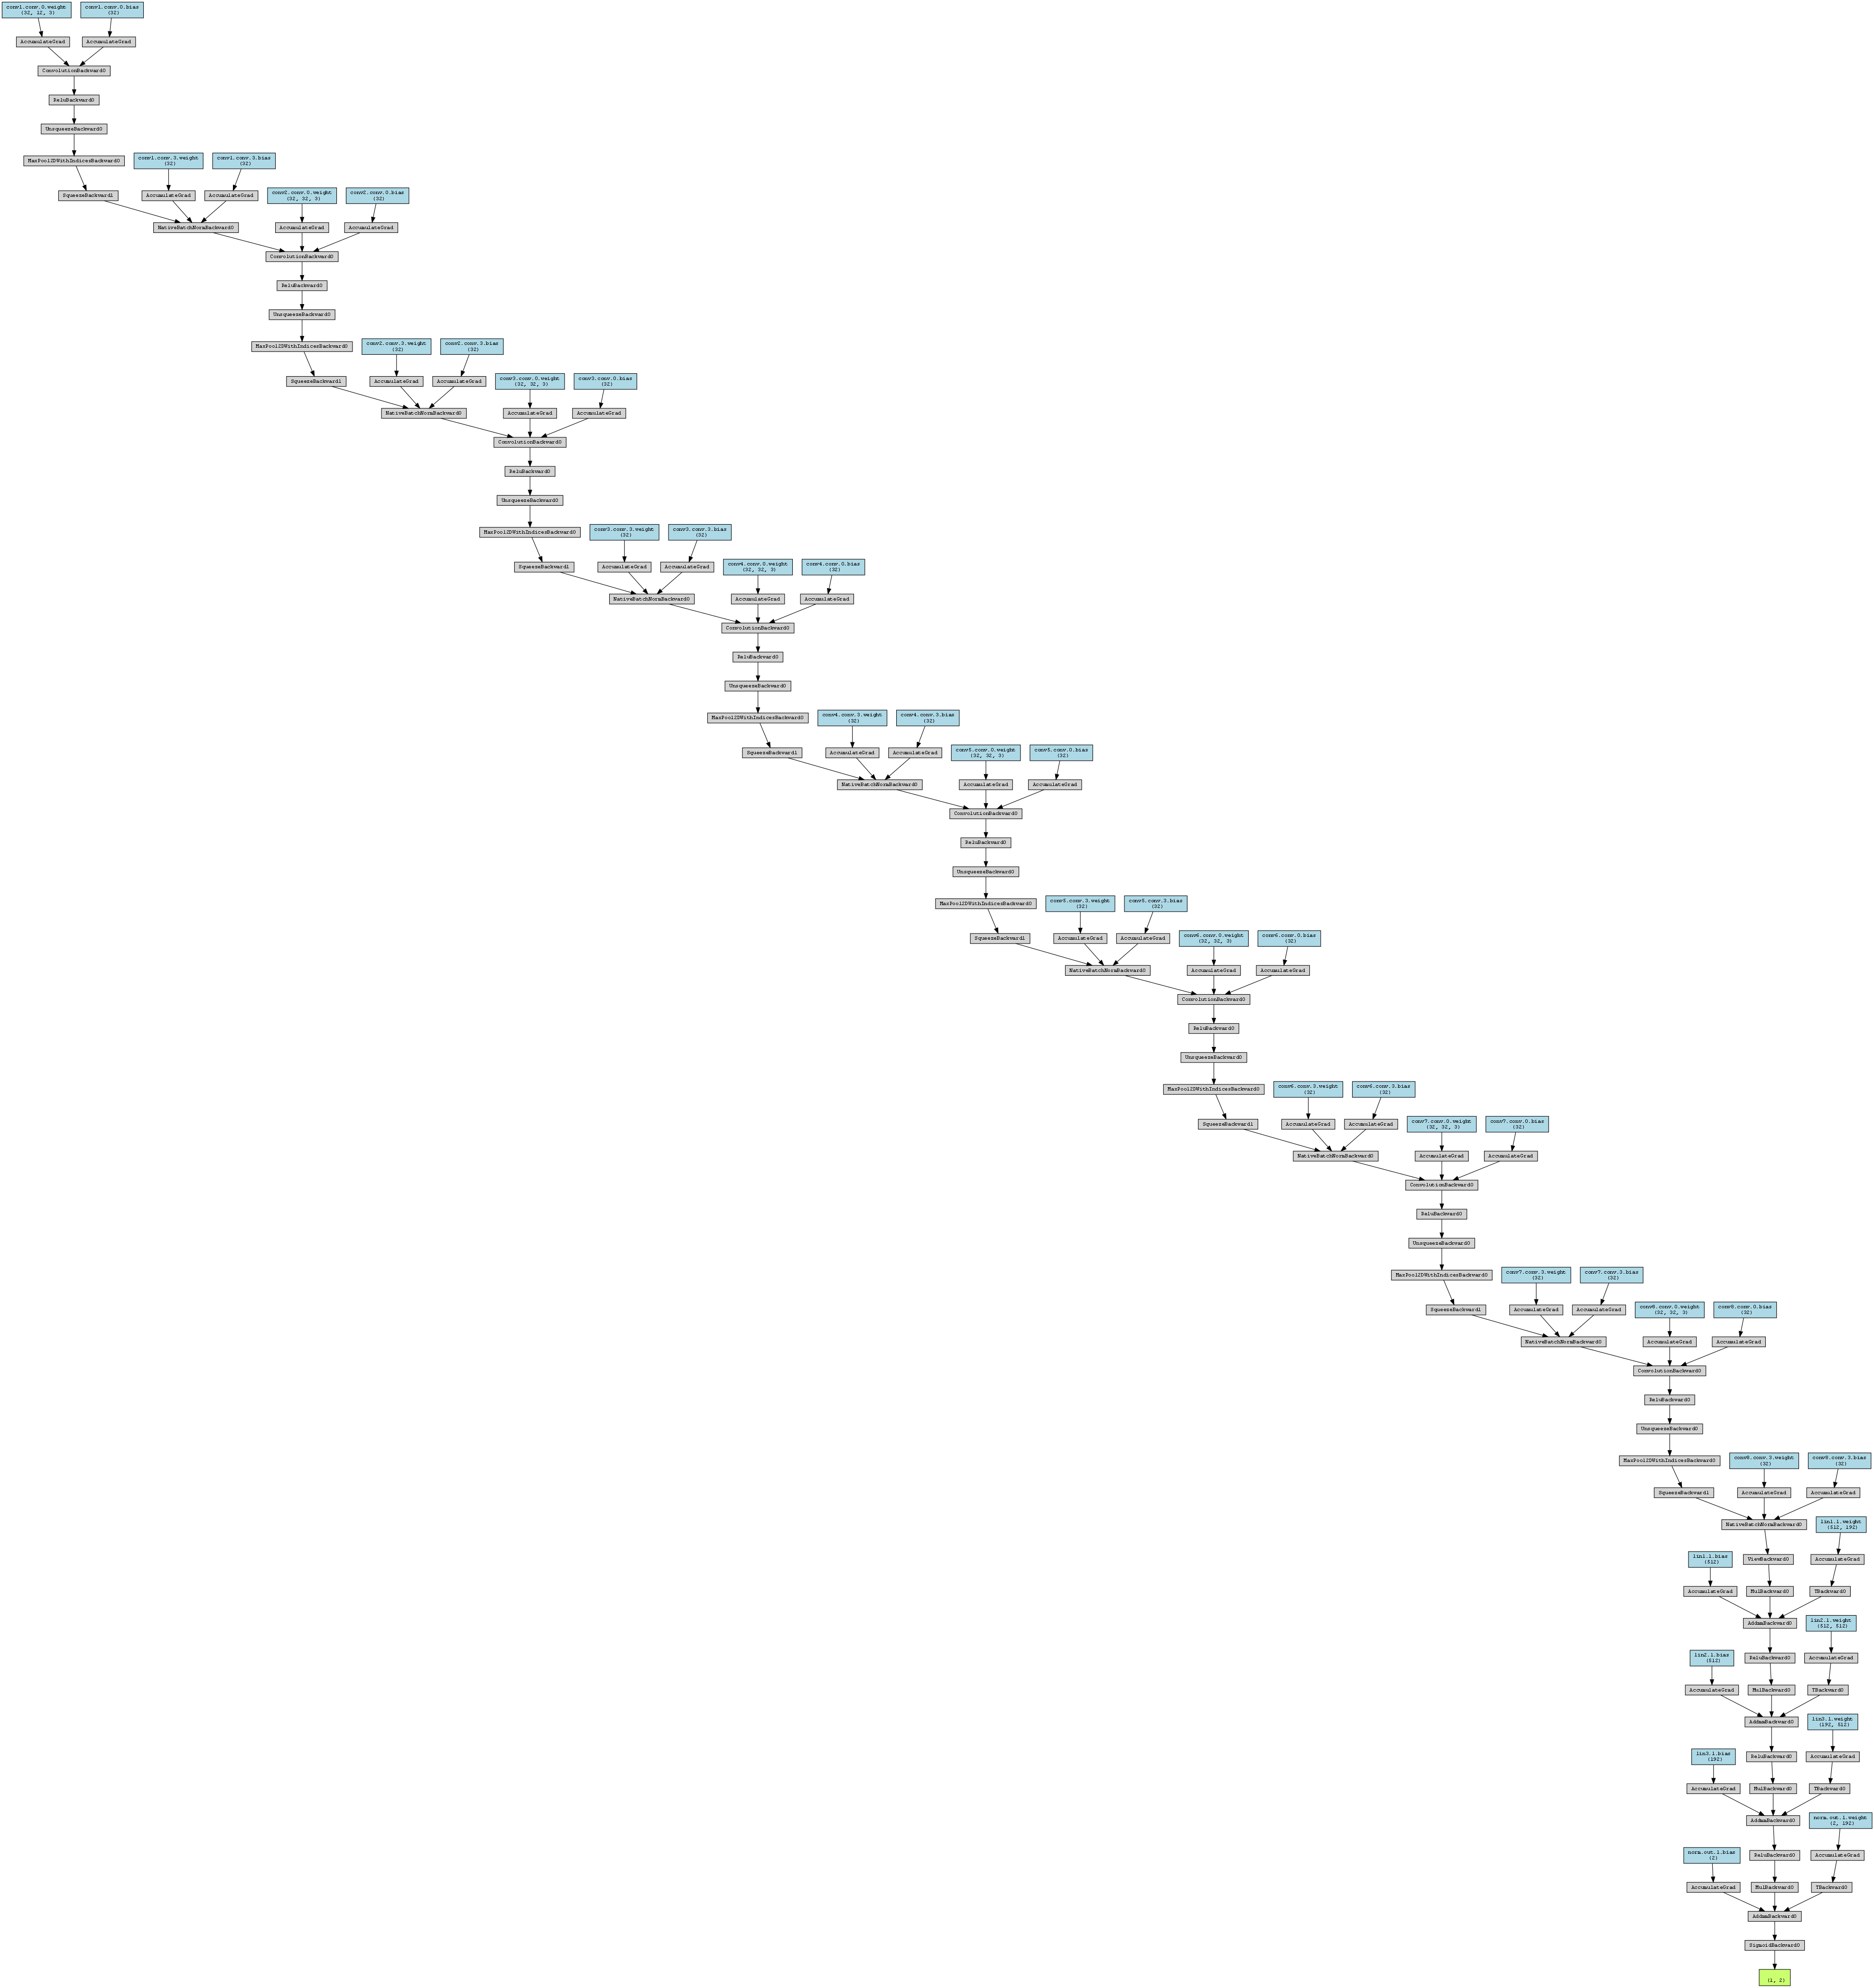 conv1.conv.0.weight
(32, 12, 3)
conv1.conv.0.bias
(32)
AccumulateGrad
AccumulateGrad
ConvolutionBackward0
ReluBackward0
UnsqueezeBackward0
MaxPool2DWithIndicesBackward0
conv1.conv.3.weight
(32)
conv1.conv.3.bias
(32)
SqueezeBackward1
AccumulateGrad
AccumulateGrad
conv2.conv.0.weight
(32, 32, 3)
conv2.conv.0.bias
(32)
NativeBatchNormBackward0
AccumulateGrad
AccumulateGrad
ConvolutionBackward0
ReluBackward0
UnsqueezeBackward0
MaxPool2DWithIndicesBackward0
conv2.conv.3.weight
(32)
conv2.conv.3.bias
(32)
SqueezeBackward1
AccumulateGrad
AccumulateGrad
conv3.conv.0.weight
(32, 32, 3)
conv3.conv.0.bias
(32)
NativeBatchNormBackward0
AccumulateGrad
AccumulateGrad
ConvolutionBackward0
ReluBackward0
UnsqueezeBackward0
MaxPool2DWithIndicesBackward0
conv3.conv.3.weight
(32)
conv3.conv.3.bias
(32)
SqueezeBackward1
AccumulateGrad
AccumulateGrad
conv4.conv.0.weight
(32, 32, 3)
conv4.conv.0.bias
(32)
NativeBatchNormBackward0
AccumulateGrad
AccumulateGrad
ConvolutionBackward0
ReluBackward0
UnsqueezeBackward0
MaxPool2DWithIndicesBackward0
conv4.conv.3.weight
(32)
conv4.conv.3.bias
(32)
SqueezeBackward1
AccumulateGrad
AccumulateGrad
conv5.conv.0.weight
(32, 32, 3)
conv5.conv.0.bias
(32)
NativeBatchNormBackward0
AccumulateGrad
AccumulateGrad
ConvolutionBackward0
ReluBackward0
UnsqueezeBackward0
MaxPool2DWithIndicesBackward0
conv5.conv.3.weight
(32)
conv5.conv.3.bias
(32)
SqueezeBackward1
AccumulateGrad
AccumulateGrad
conv6.conv.0.weight
(32, 32, 3)
conv6.conv.0.bias
(32)
NativeBatchNormBackward0
AccumulateGrad
AccumulateGrad
ConvolutionBackward0
ReluBackward0
UnsqueezeBackward0
MaxPool2DWithIndicesBackward0
conv6.conv.3.weight
(32)
conv6.conv.3.bias
(32)
SqueezeBackward1
AccumulateGrad
AccumulateGrad
conv7.conv.0.weight
(32, 32, 3)
conv7.conv.0.bias
(32)
NativeBatchNormBackward0
AccumulateGrad
AccumulateGrad
ConvolutionBackward0
ReluBackward0
UnsqueezeBackward0
MaxPool2DWithIndicesBackward0
conv7.conv.3.weight
(32)
conv7.conv.3.bias
(32)
SqueezeBackward1
AccumulateGrad
AccumulateGrad
conv8.conv.0.weight
(32, 32, 3)
conv8.conv.0.bias
(32)
NativeBatchNormBackward0
AccumulateGrad
AccumulateGrad
ConvolutionBackward0
ReluBackward0
UnsqueezeBackward0
MaxPool2DWithIndicesBackward0
conv8.conv.3.weight
(32)
conv8.conv.3.bias
(32)
SqueezeBackward1
AccumulateGrad
AccumulateGrad
NativeBatchNormBackward0
lin1.1.weight
(512, 192)
lin1.1.bias
(512)
ViewBackward0
AccumulateGrad
AccumulateGrad
MulBackward0
TBackward0
AddmmBackward0
lin2.1.weight
(512, 512)
lin2.1.bias
(512)
ReluBackward0
AccumulateGrad
AccumulateGrad
MulBackward0
TBackward0
AddmmBackward0
lin3.1.weight
(192, 512)
lin3.1.bias
(192)
ReluBackward0
AccumulateGrad
AccumulateGrad
MulBackward0
TBackward0
AddmmBackward0
norm.out.1.weight
(2, 192)
norm.out.1.bias
(2)
ReluBackward0
AccumulateGrad
AccumulateGrad
MulBackward0
TBackward0
AddmmBackward0
SigmoidBackward0
(1, 2)